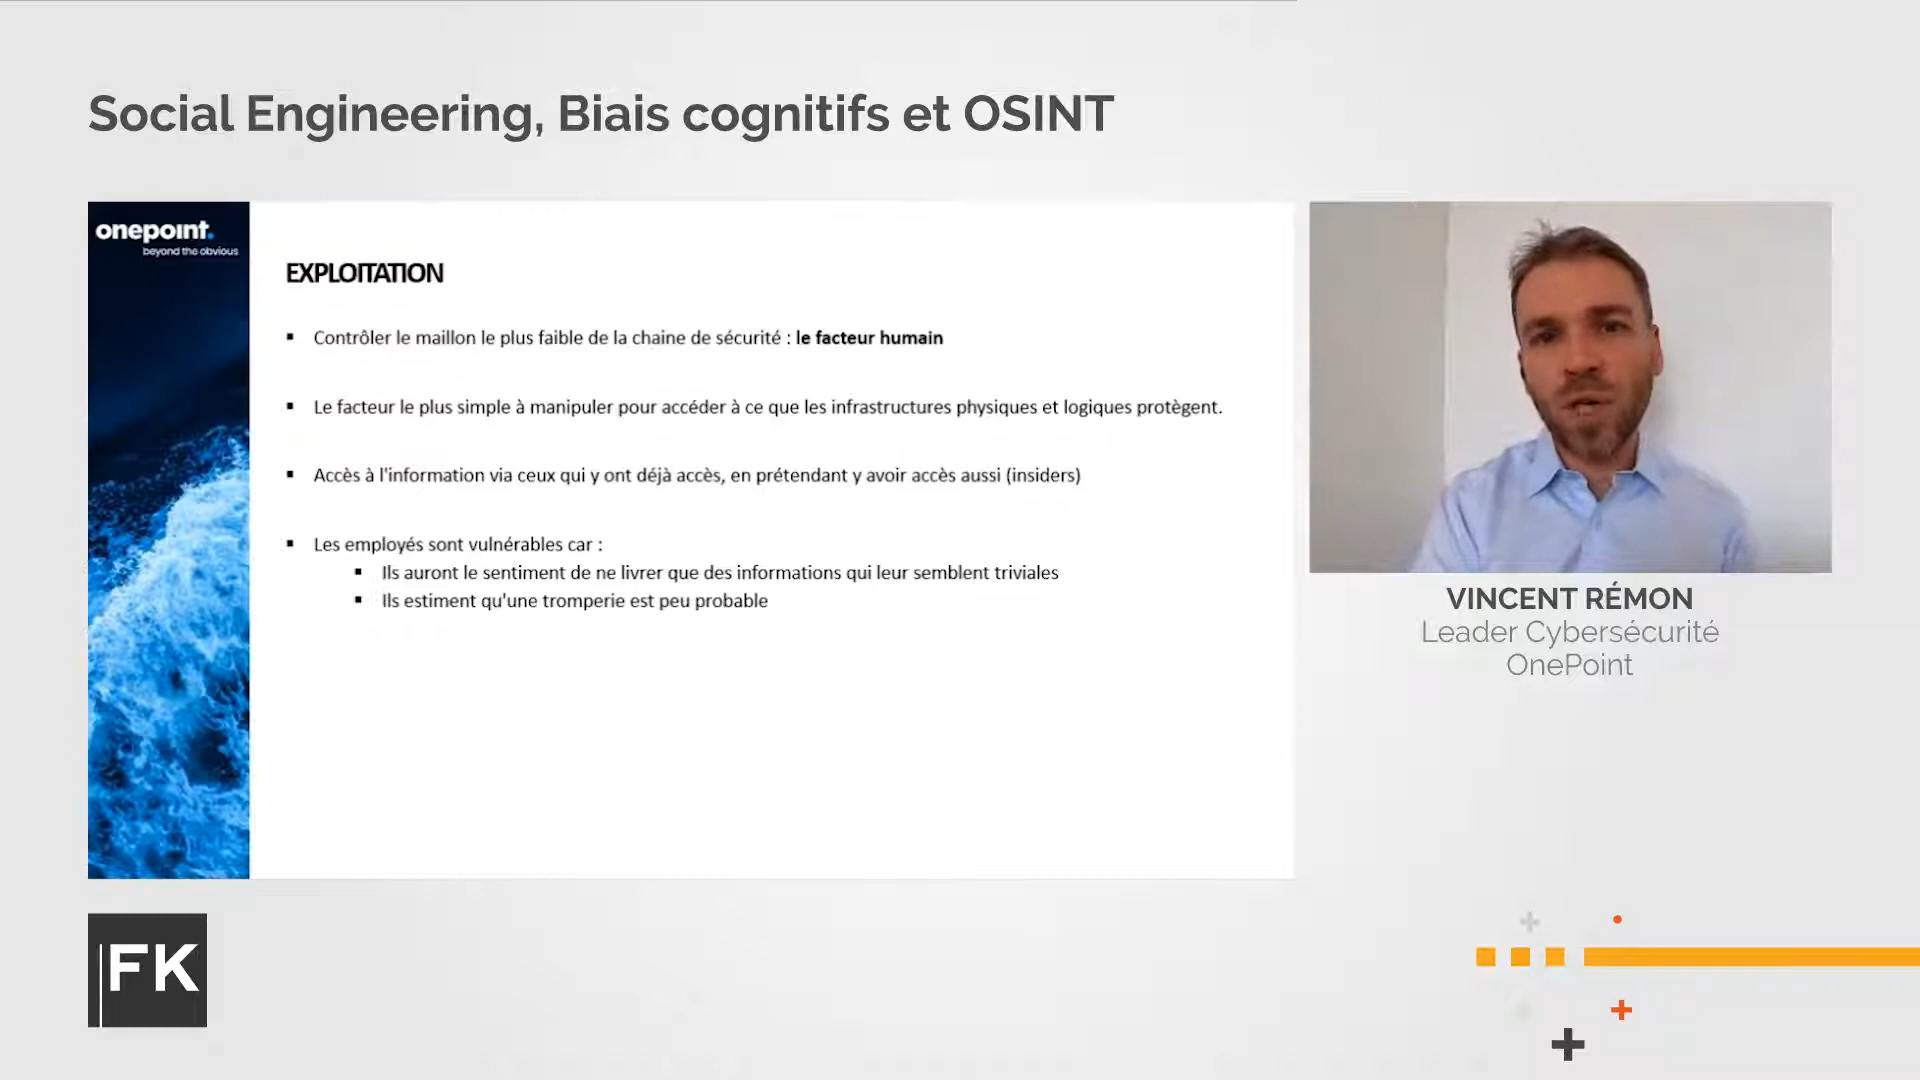 Social Engineering, Biais cognitifs et OSINT
onepoint.
beyond the obvious
EXPLOITATION
▪ Contrôler le maillon le plus faible de la chaine de sécurité : le facteur humain
▪ Le facteur le plus simple à manipuler pour accéder à ce que les infrastructures physiques et logiques protègent.
▪ Accès à l'information via ceux qui y ont déjà accès, en prétendant y avoir accès aussi (insiders)
▪ Les employés sont vulnérables car :
▪ Ils auront le sentiment de ne livrer que des informations qui leur semblent triviales
▪ Ils estiment qu'une tromperie est peu probable
VINCENT RÉMON
Leader Cybersécurité
OnePoint
FK